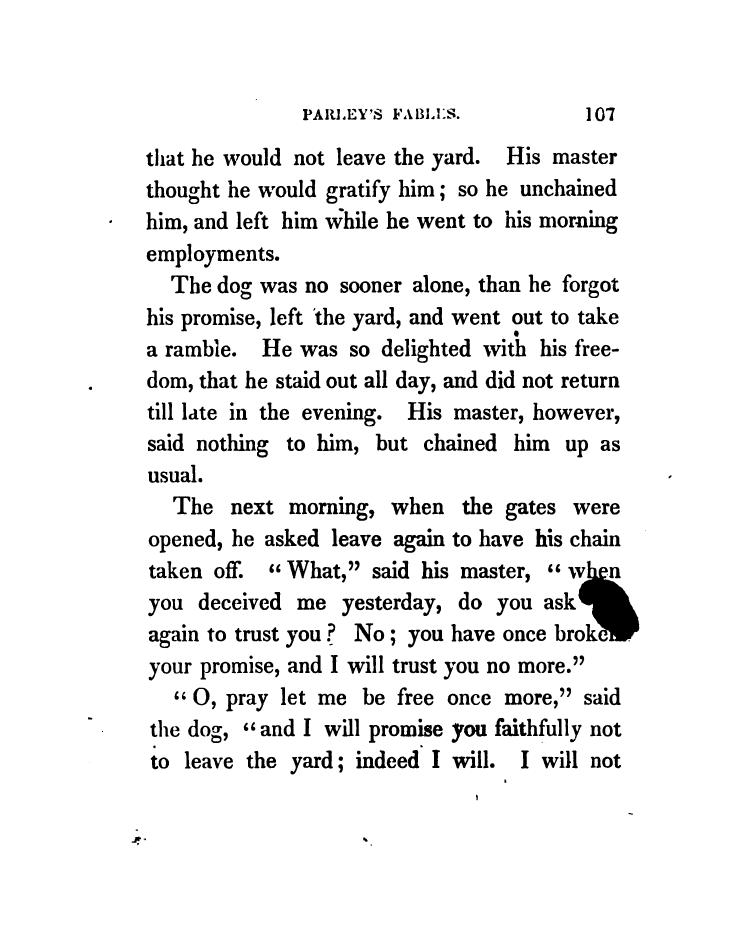 PARLEY'S FABLES. 107
that he would not leave the yard. His master
thought he would gratify him; so he unchained
him, and left him while he went to his morning
employments.
The dog was no sooner alone, than he forgot
his promise, left the yard, and went out to take
a ramble. He was so delighted with his free-
dom, that he staid out all day, and did not return
till late in the evening. His master, however,
said nothing to him, but chained him up as
usual.
The next morning, when the gates were
opened, he asked leave again to have his chain
taken off. "What," said his master, "when
you deceived me yesterday, do you ask
again to trust you? No; you have once broken
your promise, and I will trust you no more."
"O, pray let me be free once more," said
the dog, "and I will promise you faithfully not
to leave the yard; indeed I will. I will not